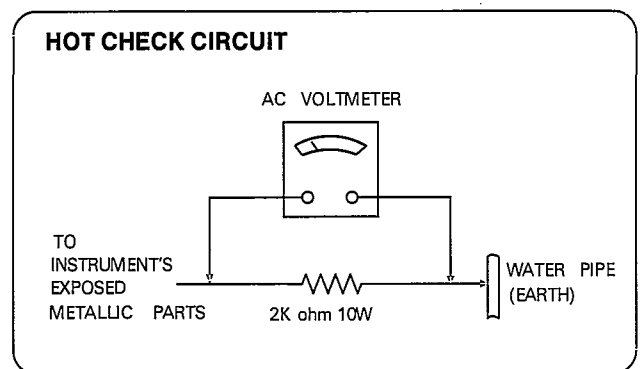 HOT CHECK CIRCUIT
AC VOLTMETER
TO
INSTRUMENT'S
EXPOSED
METALLIC PARTS
2K ohm 10W
WATER PIPE
(EARTH)